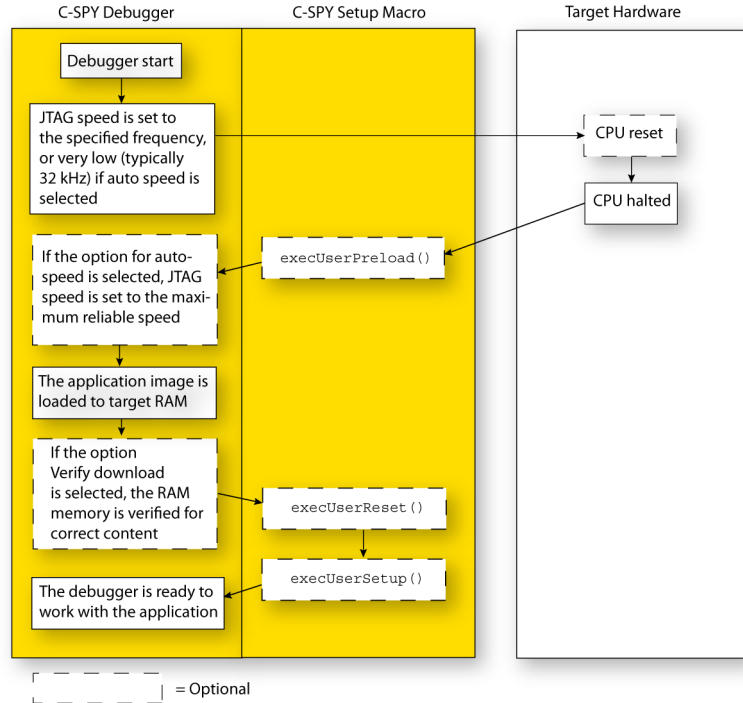 C-SPY Debugger
C-SPY Setup Macro
Target Hardware
Debugger start
JTAG speed is set to
the specified frequency,
or very low (typically
32 kHz) if auto speed is
selected
CPU reset
CPU halted
execUserPreload()
If the option for auto-
speed is selected, JTAG
speed is set to the maxi-
mum reliable speed
The application image is
loaded to target RAM
If the option
Verify download
is selected, the RAM
memory is verified for
correct content
execUserReset()
execUserSetup()
The debugger is ready to
work with the application
= Optional